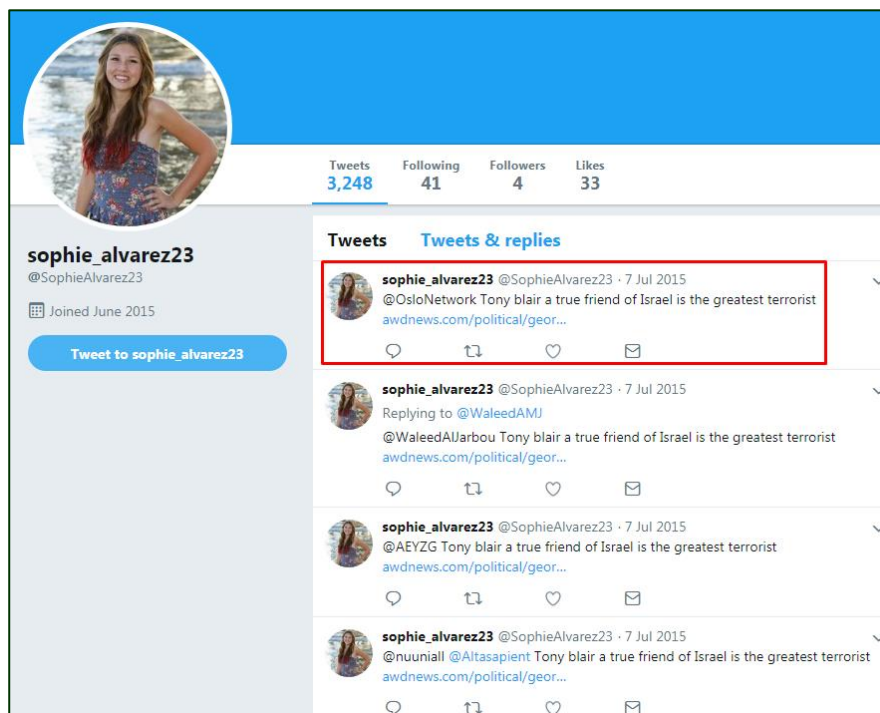 Tweets Following Followers Likes
3,248 41 4 33
sophie_alvarez23
@SophieAlvarez23
Joined June 2015
Tweet to sophie_alvarez23
Tweets Tweets & replies
sophie_alvarez23 @SophieAlvarez23 · 7 Jul 2015
@OsloNetwork Tony blair a true friend of Israel is the greatest terrorist
awdnews.com/political/geor...
sophie_alvarez23 @SophieAlvarez23 · 7 Jul 2015
Replying to @WaleedAMJ
@WaleedAlJarbou Tony blair a true friend of Israel is the greatest terrorist
awdnews.com/political/geor...
sophie_alvarez23 @SophieAlvarez23 · 7 Jul 2015
@AEYZG Tony blair a true friend of Israel is the greatest terrorist
awdnews.com/political/geor...
sophie_alvarez23 @SophieAlvarez23 · 7 Jul 2015
@nuuniall @Altasapient Tony blair a true friend of Israel is the greatest terrorist
awdnews.com/political/geor...